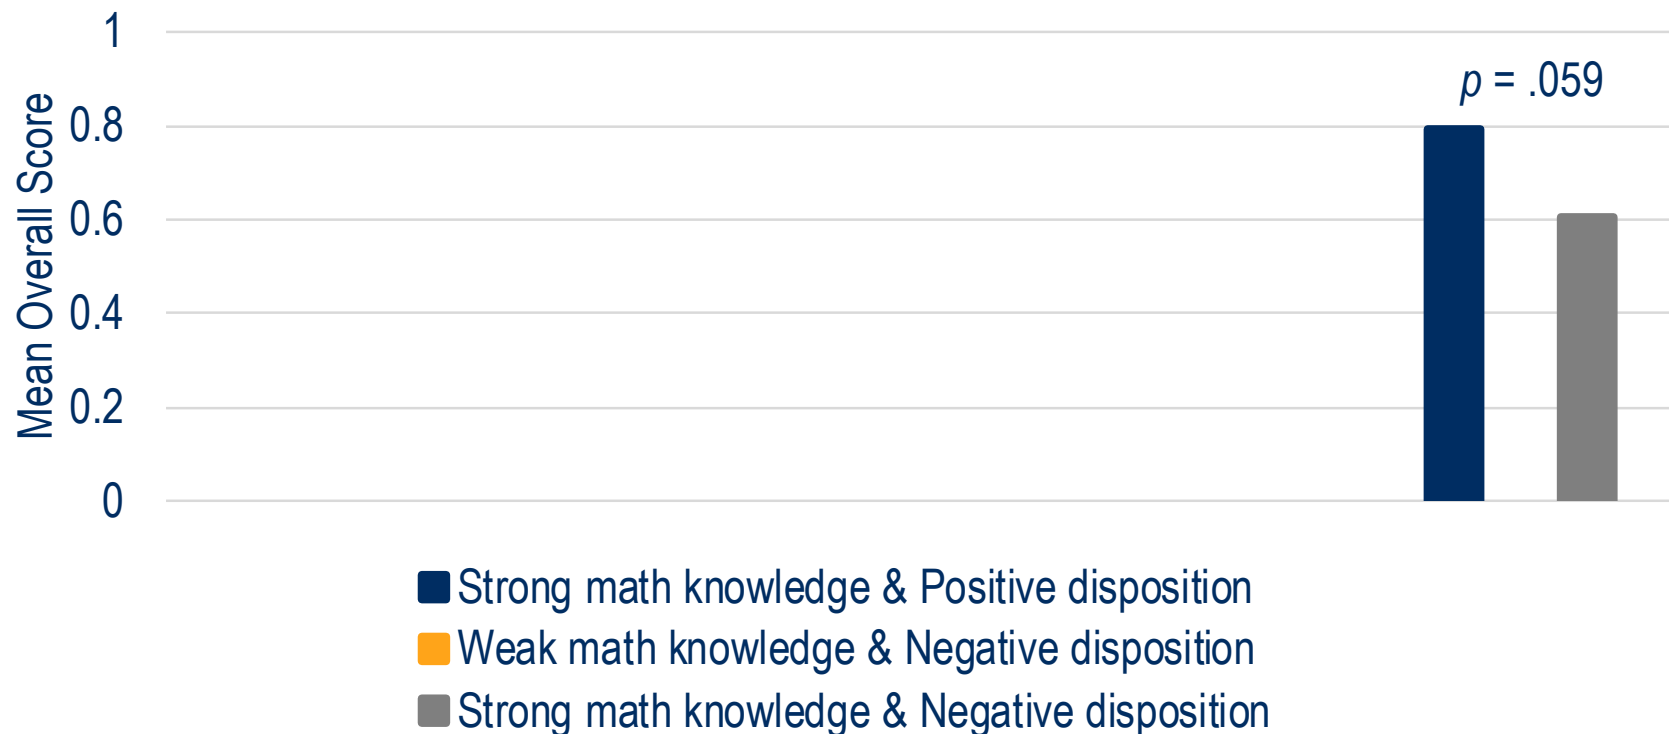 Mean Overall Score
1
0.8
0.6
0.4
0.2
0
p = .059
Strong math knowledge & Positive disposition
Weak math knowledge & Negative disposition
Strong math knowledge & Negative disposition